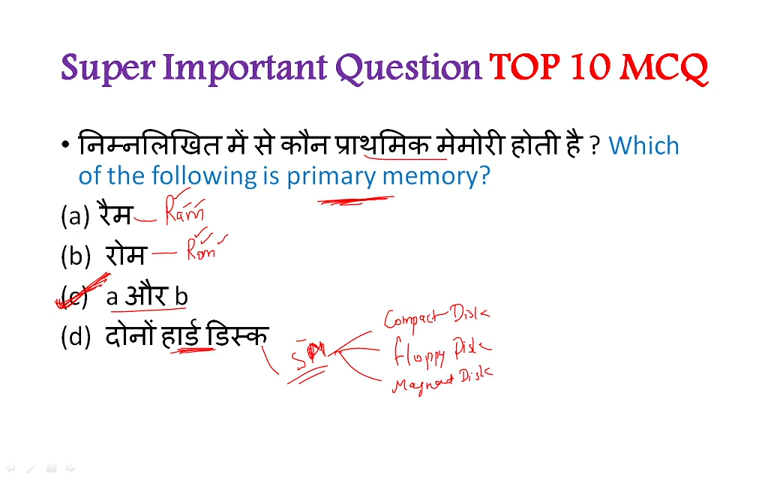 Super Important Question TOP 10 MCQ
• निम्नलिखित में से कौन प्राथमिक मेमोरी होती है ? Which
of the following is primary memory?
(a) रैम Ram
(b) रोम Rom
(c) a और b
(d) दोनों हार्ड डिस्क
Compact Disk
Floppy Disk
Magnet Disk